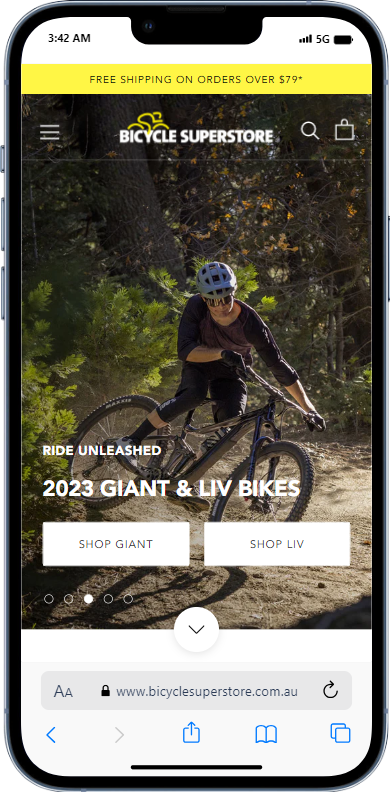 3:42 AM
5G
FREE SHIPPING ON ORDERS OVER $79*
BICYCLE SUPERSTORE
MAXXIS
RIDE UNLEASHED
2023 GIANT & LIV BIKES
SHOP GIANT
SHOP LIV
AA
www.bicyclesuperstore.com.au